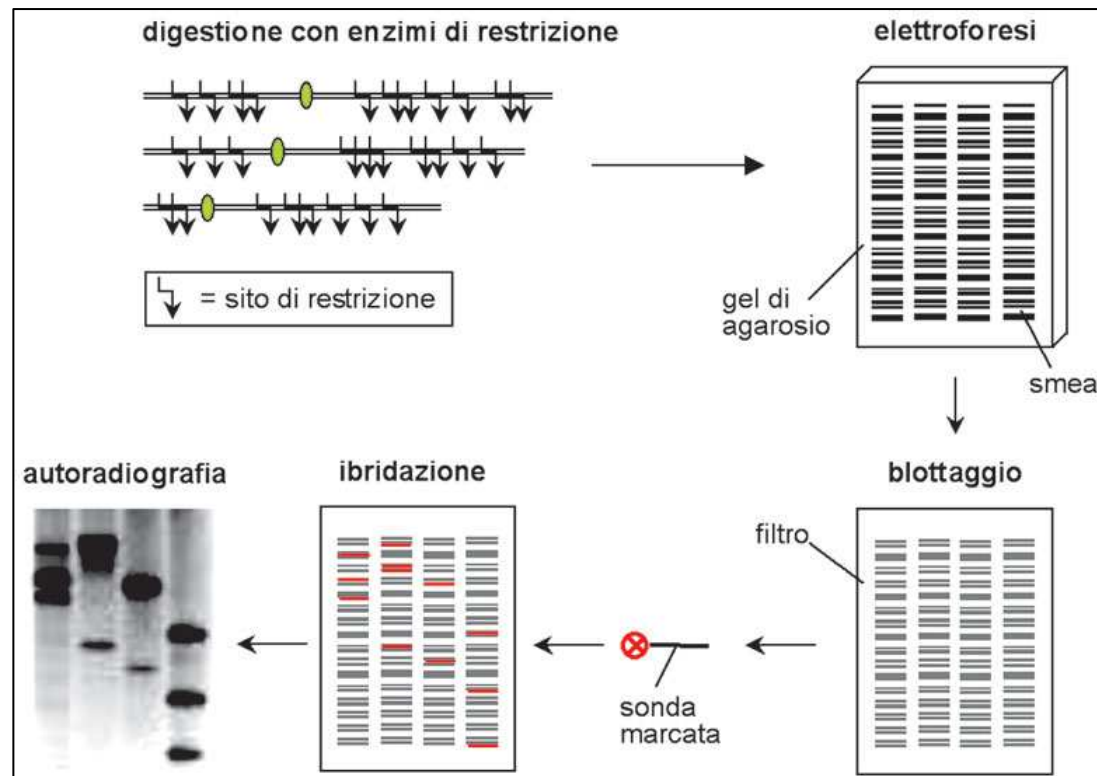 digestione con enzimi di restrizione
elettroforesi
= sito di restrizione
gel di
agarosio
smea
autoradiografia
ibridazione
blottaggio
filtro
sonda
marcata